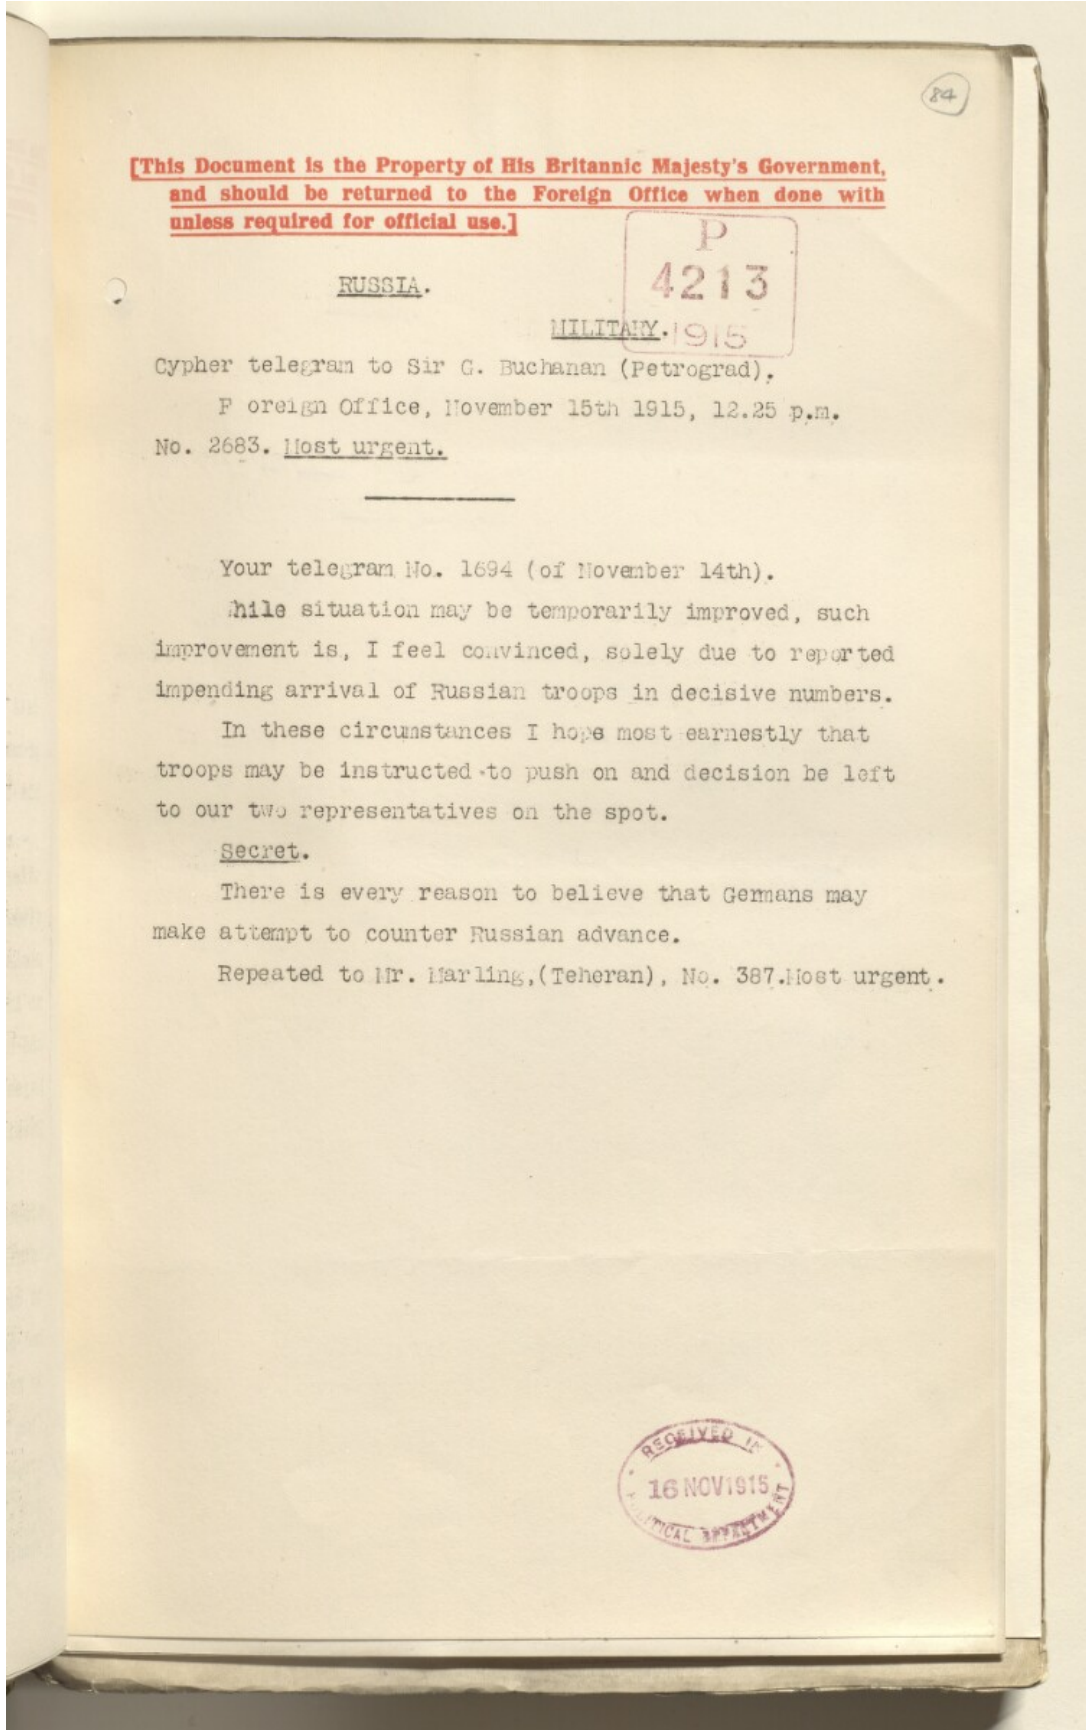 84
[This Document is the Property of His Britannic Majesty's Government,
and should be returned to the Foreign Office when done with
unless required for official use.]
P
4213
1915
RUSSIA.
MILITARY.
Cypher telegram to Sir G. Buchanan (Petrograd).
F oreign Office, November 15th 1915, 12.25 p.m.
No. 2683. Most urgent.
Your telegram No. 1694 (of November 14th).
While situation may be temporarily improved, such
improvement is, I feel convinced, solely due to reported
impending arrival of Russian troops in decisive numbers.
In these circumstances I hope most earnestly that
troops may be instructed to push on and decision be left
to our two representatives on the spot.
Secret.
There is every reason to believe that Germans may
make attempt to counter Russian advance.
Repeated to Mr. Marling,(Teheran), No. 387.Most urgent.
RECEIVED IN
16 NOV 1915
POLITICAL DEPARTMENT